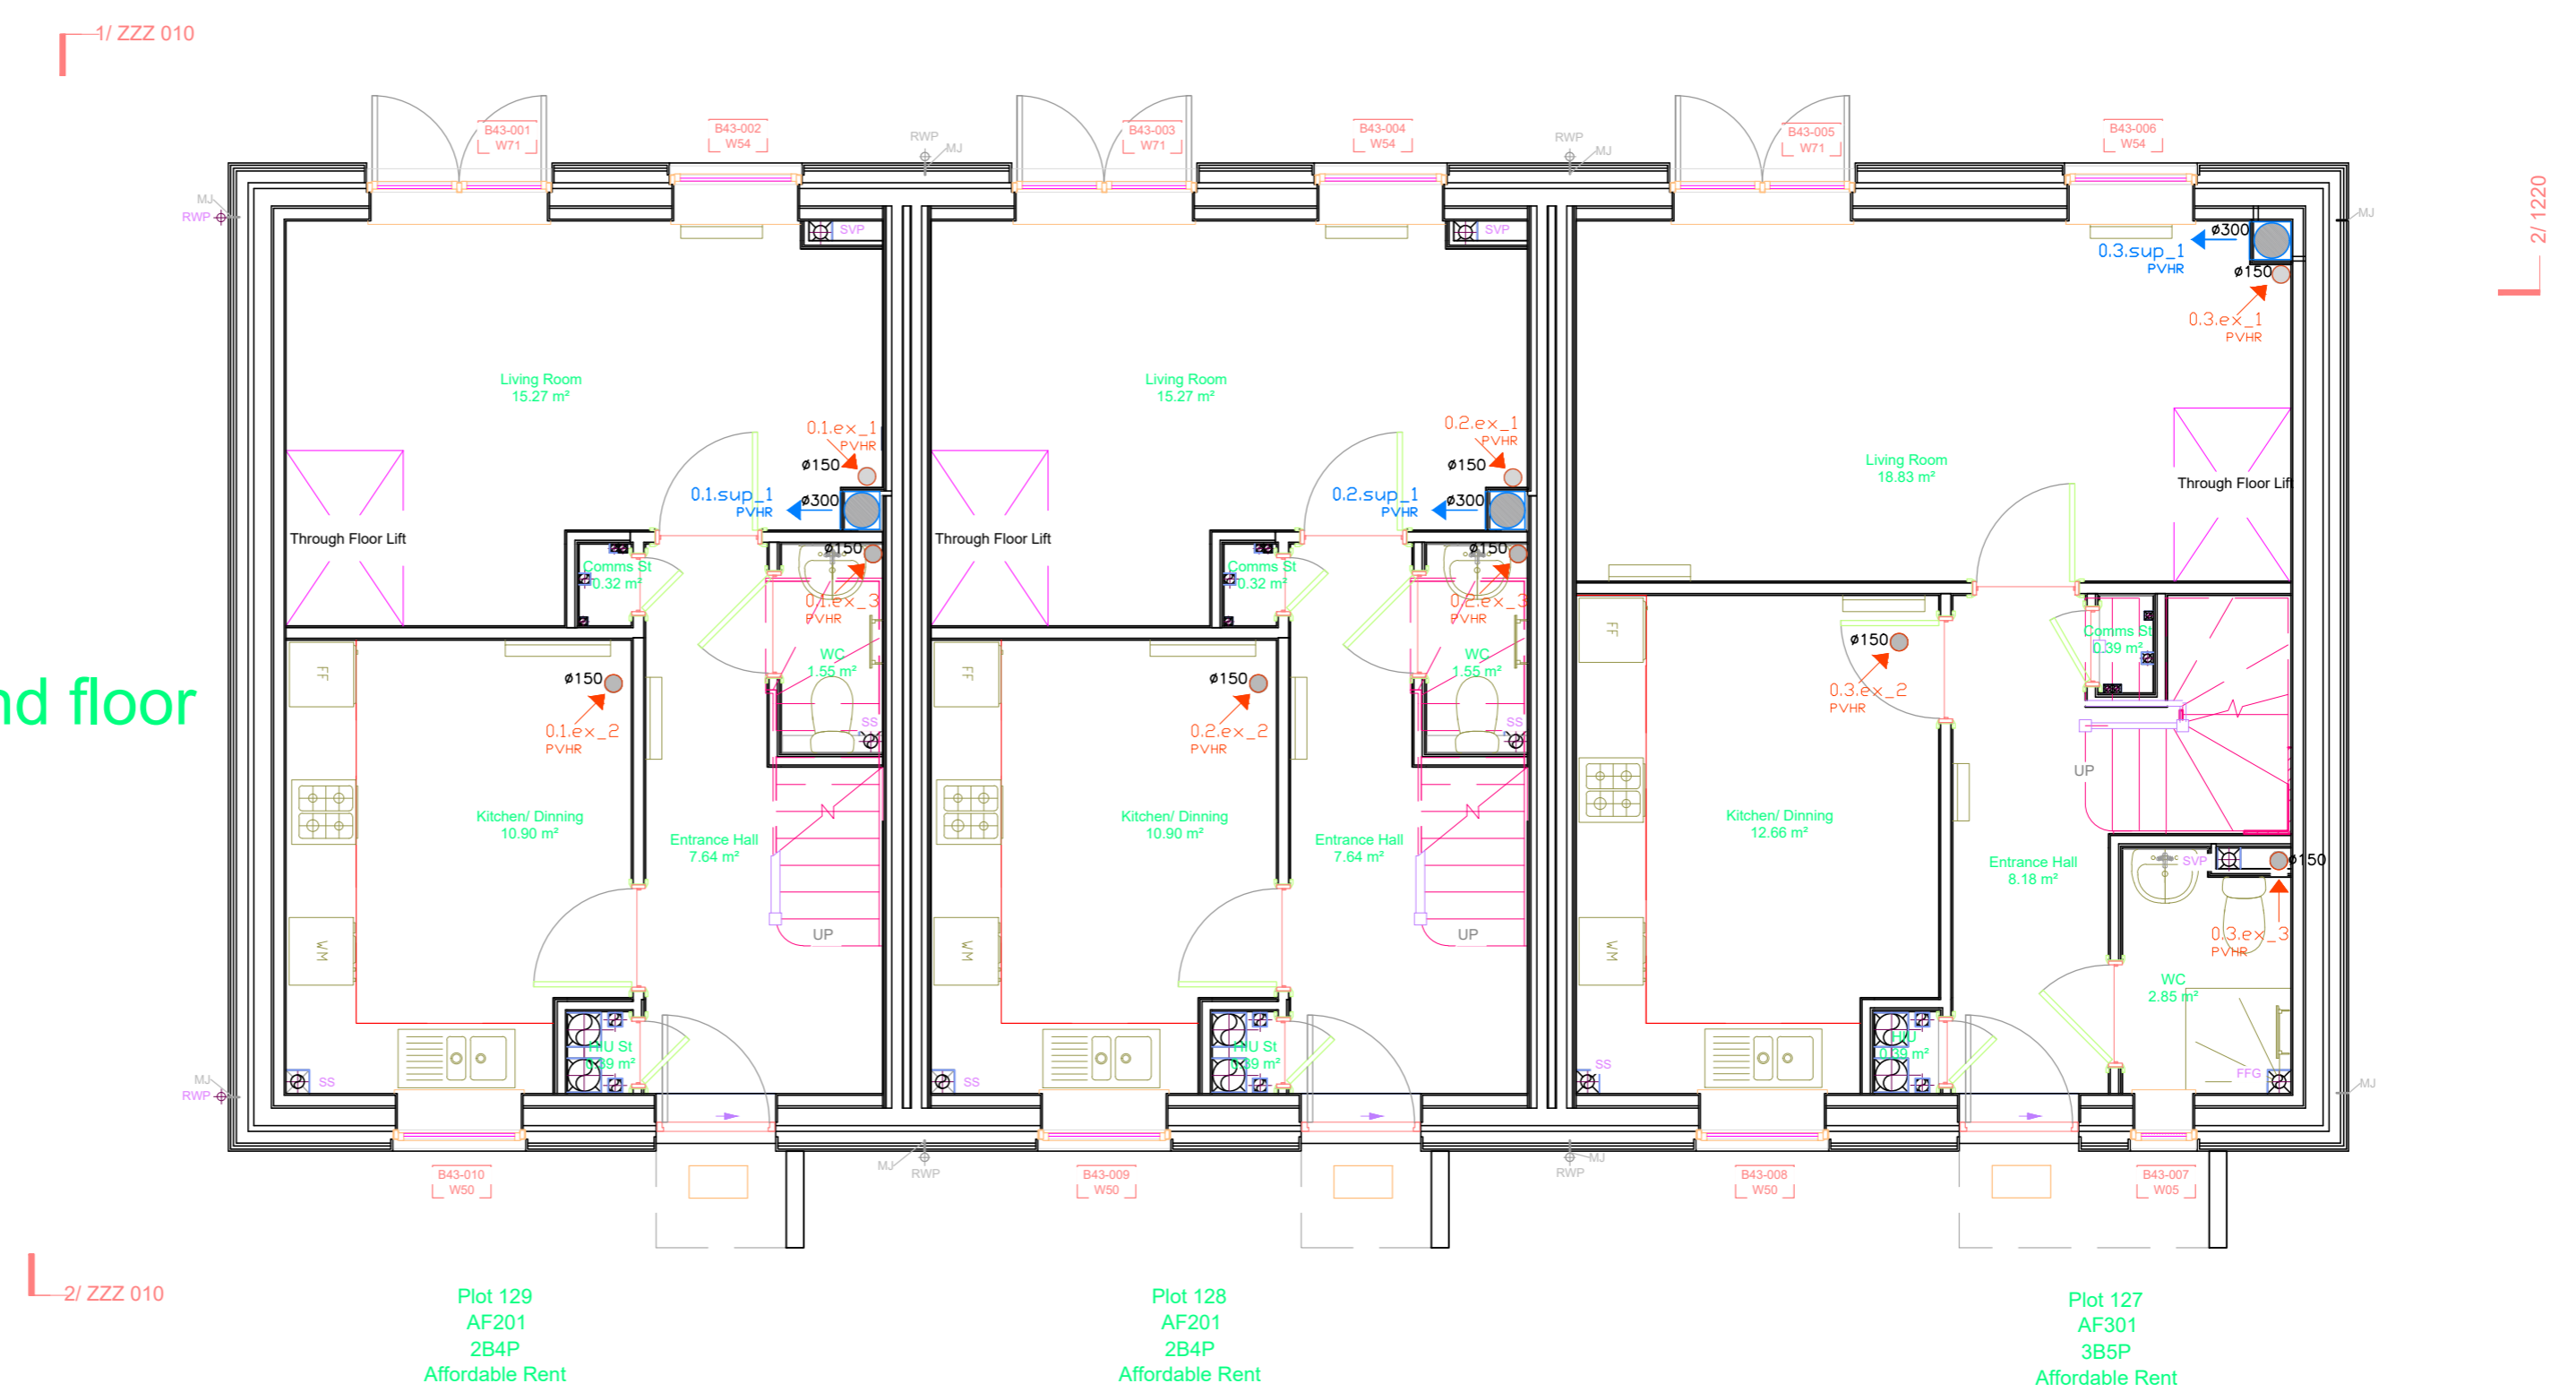 1/ ZZZ 010
2/ 1220
B43-001
W71
B43-002
W54
RWP
MJ
B43-003
W71
B43-004
W54
RWP
MJ
B43-005
W71
B43-006
W54
MJ
RWP
SVP
Living Room
15.27 m²
0.1.ex_1
PVHR
ø150
0.1.sup_1
PVHR
ø300
Through Floor Lift
Comms St
0.32 m²
ø150
0.1.ex_3
PVHR
WC
1.55 m²
SS
FF
ø150
0.1.ex_2
PVHR
Kitchen/ Dinning
10.90 m²
Entrance Hall
7.64 m²
WM
UP
HIU St
SS
MJ
RWP
SVP
Living Room
15.27 m²
0.2.ex_1
PVHR
ø150
0.2.sup_1
PVHR
ø300
Through Floor Lift
Comms St
0.32 m²
ø150
0.2.ex_3
PVHR
WC
1.55 m²
SS
FF
ø150
0.2.ex_2
PVHR
Kitchen/ Dinning
10.90 m²
Entrance Hall
7.64 m²
WM
UP
HIU St
SS
MJ
ø300
0.3.sup_1
PVHR
ø150
0.3.ex_1
PVHR
Living Room
18.83 m²
Through Floor Lift
FF
ø150
0.3.ex_2
PVHR
Comms St
0.39 m²
UP
Kitchen/ Dinning
12.66 m²
Entrance Hall
8.18 m²
SVP
ø150
0.3.ex_3
PVHR
WC
2.85 m²
WM
HIU
0.39 m²
SS
FFG
MJ
nd floor
B43-010
W50
MJ
RWP
B43-009
W50
MJ
RWP
B43-008
W50
B43-007
W05
2/ ZZZ 010
Plot 129
AF201
2B4P
Affordable Rent
Plot 128
AF201
2B4P
Affordable Rent
Plot 127
AF301
3B5P
Affordable Rent